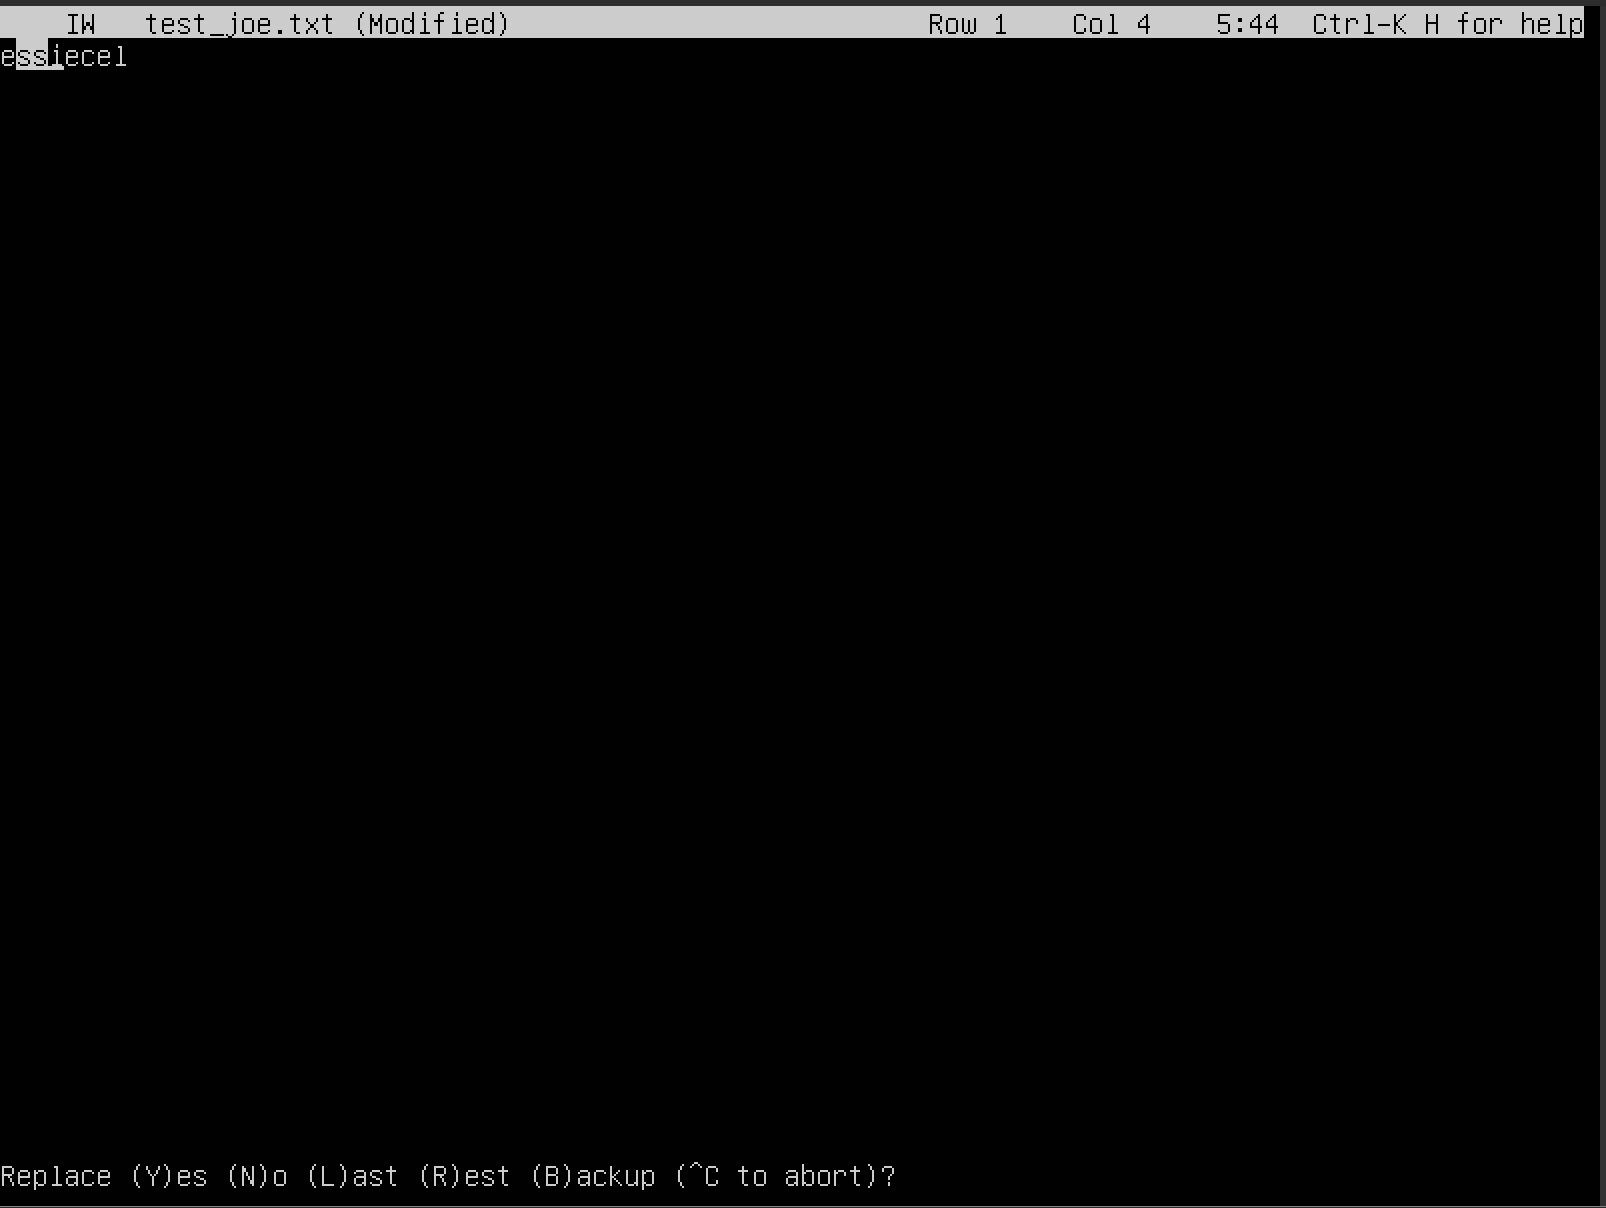 IW test_joe.txt (Modified) Row 1 Col 4 5:44 Ctrl-K H for help
essiecel
Replace (Y)es (N)o (L)ast (R)est (B)ackup (^C to abort)?